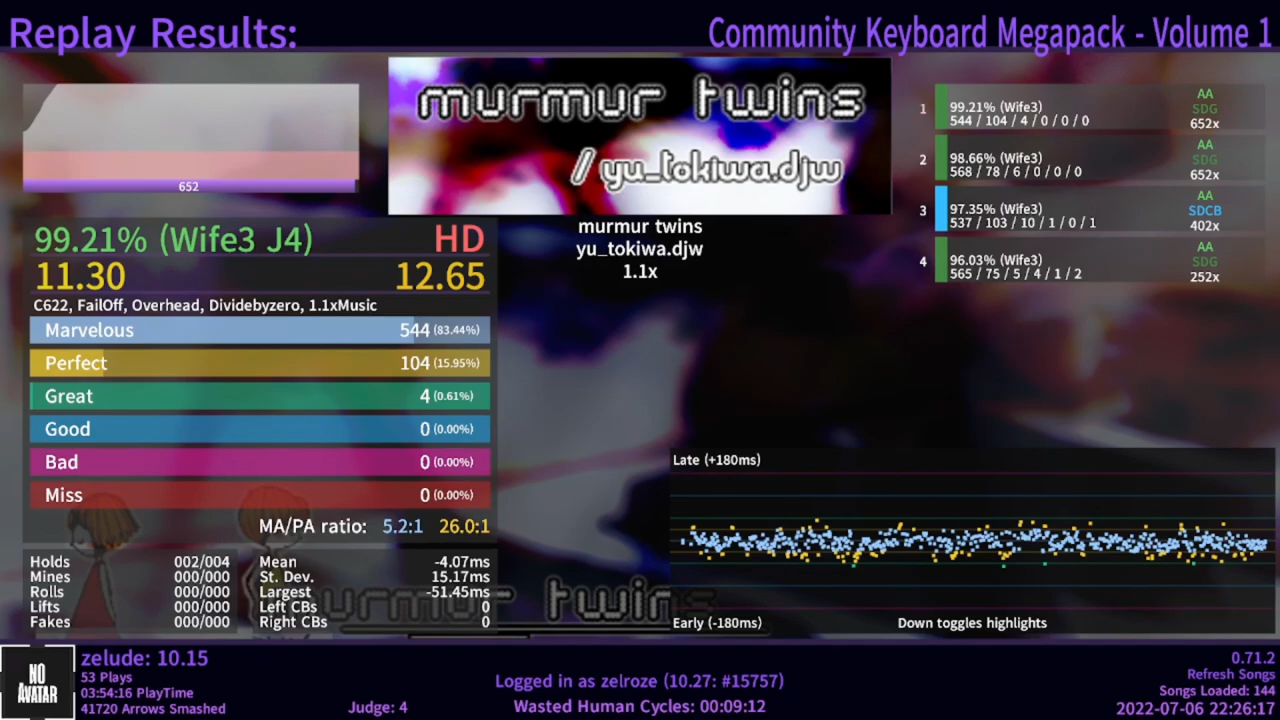 Replay Results:
Community Keyboard Megapack - Volume 1
652
murmur twins
/ yu_tokiwa.djw
murmur twins
yu_tokiwa.djw
1.1x
1
99.21% (Wife3)
544 / 104 / 4 / 0 / 0 / 0
AA
SDG
652x
2
98.66% (Wife3)
568 / 78 / 6 / 0 / 0 / 0
AA
SDG
652x
3
97.35% (Wife3)
537 / 103 / 10 / 1 / 0 / 1
AA
SDCB
402x
4
96.03% (Wife3)
565 / 75 / 5 / 4 / 1 / 2
AA
SDG
252x
99.21% (Wife3 J4) HD
11.30 12.65
C622, FailOff, Overhead, Dividebyzero, 1.1xMusic
Marvelous 544 (83.44%)
Perfect 104 (15.95%)
Great 4 (0.61%)
Good 0 (0.00%)
Bad 0 (0.00%)
Miss 0 (0.00%)
MA/PA ratio: 5.2:1 26.0:1
Holds 002/004
Mines 000/000
Rolls 000/000
Lifts 000/000
Fakes 000/000
Mean -4.07ms
St. Dev. 15.17ms
Largest -51.45ms
Left CBs 0
Right CBs 0
murmur twins
Late (+180ms)
Early (-180ms)
Down toggles highlights
NO
AVATAR
zelude: 10.15
53 Plays
03:54:16 PlayTime
41720 Arrows Smashed
Judge: 4
Logged in as zelroze (10.27: #15757)
Wasted Human Cycles: 00:09:12
0.71.2
Refresh Songs
Songs Loaded: 144
2022-07-06 22:26:17